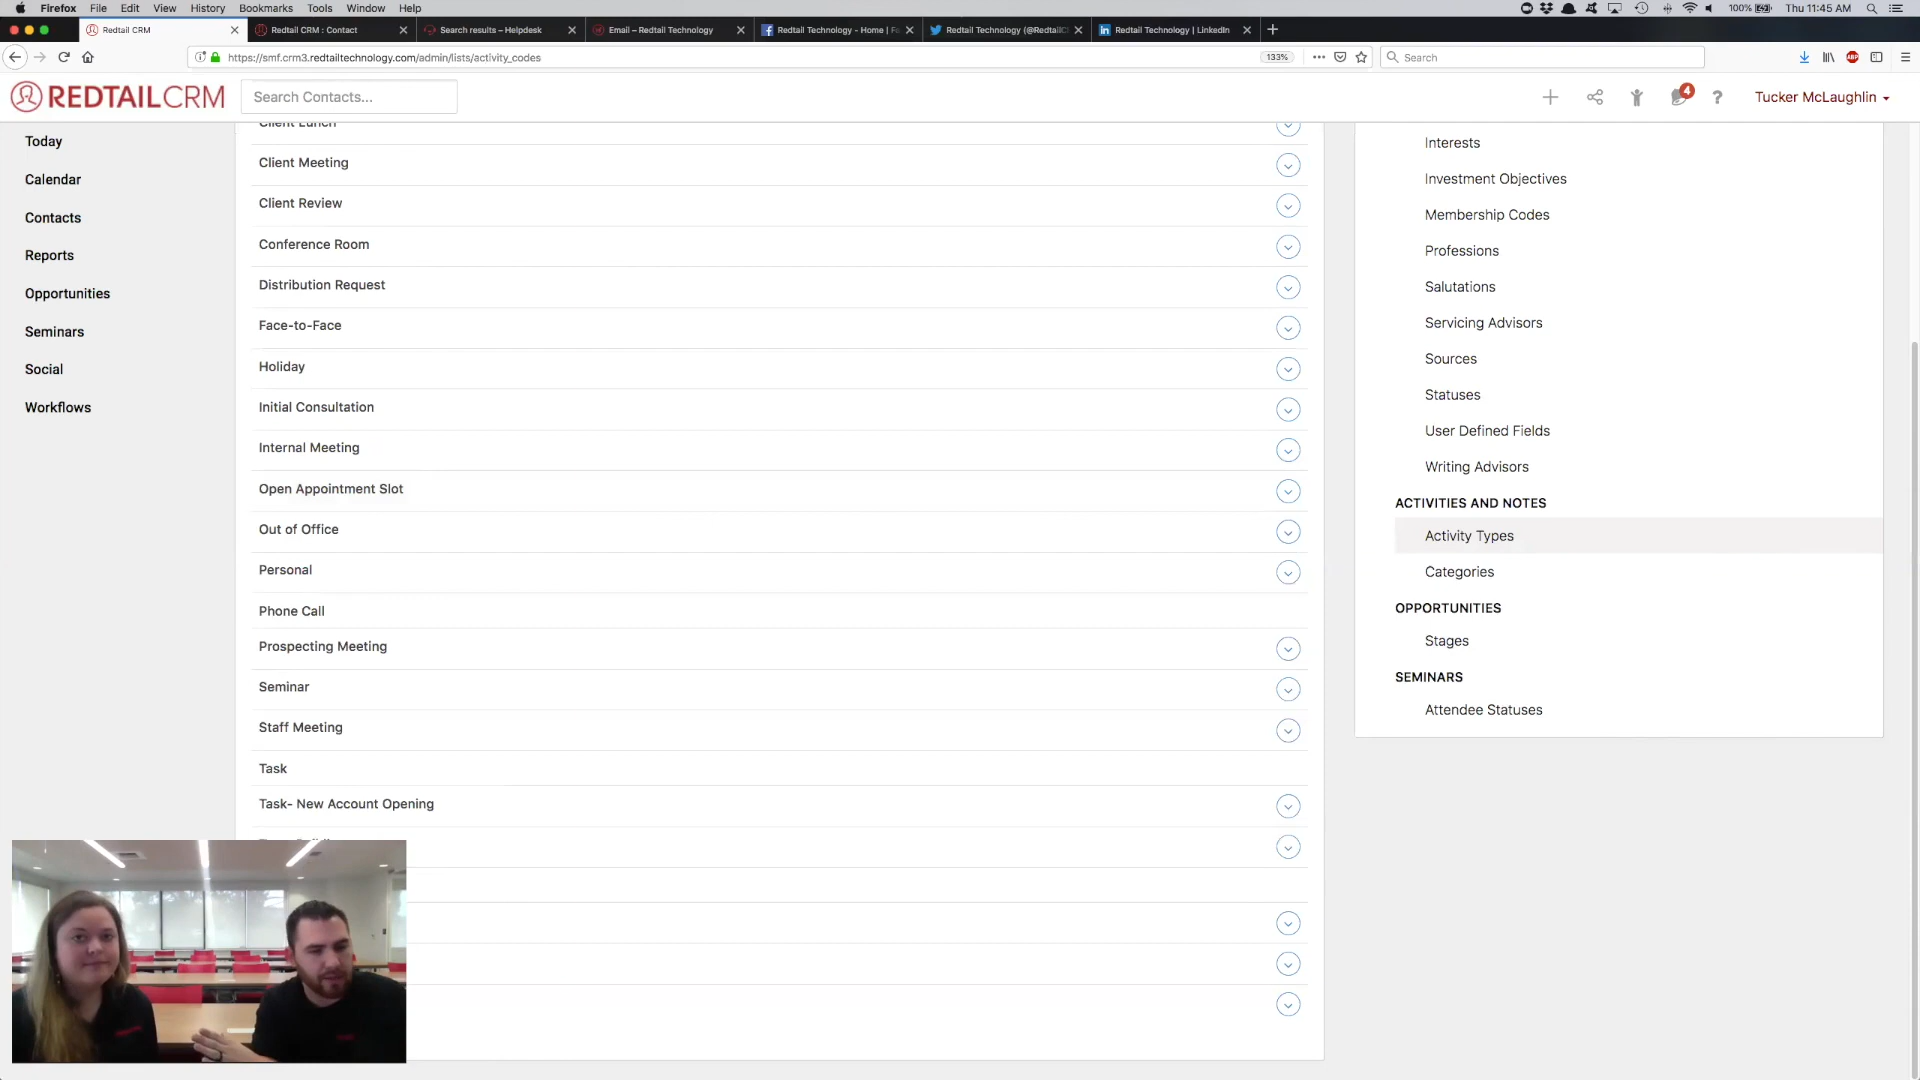 Firefox File Edit View History Bookmarks Tools Window Help 100% Thu 11:45 AM
Redtail CRM Redtail CRM : Contact Search results – Helpdesk Email – Redtail Technology Redtail Technology - Home | F Redtail Technology (@RedtailC Redtail Technology | LinkedIn
https://smf.crm3.redtailtechnology.com/admin/lists/activity_codes 133% Search
REDTAILCRM Search Contacts... 4 ? Tucker McLaughlin
Today
Calendar
Contacts
Reports
Opportunities
Seminars
Social
Workflows
Client Lunch
Client Meeting
Client Review
Conference Room
Distribution Request
Face-to-Face
Holiday
Initial Consultation
Internal Meeting
Open Appointment Slot
Out of Office
Personal
Phone Call
Prospecting Meeting
Seminar
Staff Meeting
Task
Task- New Account Opening
Interests
Investment Objectives
Membership Codes
Professions
Salutations
Servicing Advisors
Sources
Statuses
User Defined Fields
Writing Advisors
ACTIVITIES AND NOTES
Activity Types
Categories
OPPORTUNITIES
Stages
SEMINARS
Attendee Statuses